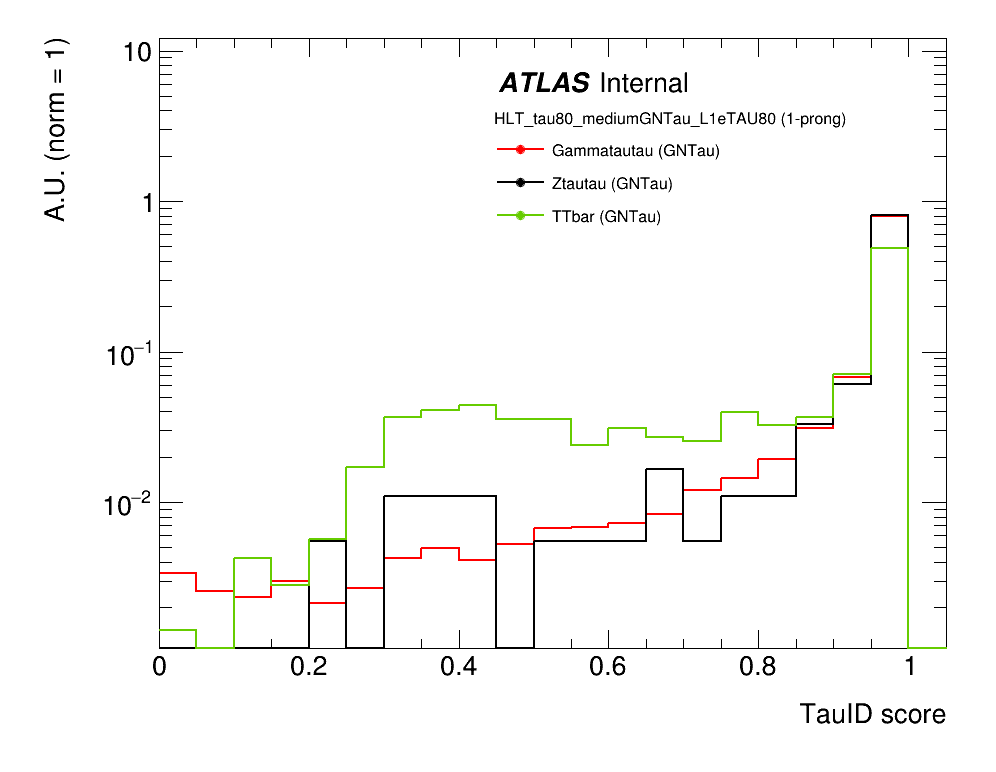 A.U. (norm = 1)
ATLAS Internal
HLT_tau80_mediumGNTau_L1eTAU80 (1-prong)
Gammatautau (GNTau)
Ztautau (GNTau)
TTbar (GNTau)
10
1
10⁻¹
10⁻²
0 0.2 0.4 0.6 0.8 1
TauID score